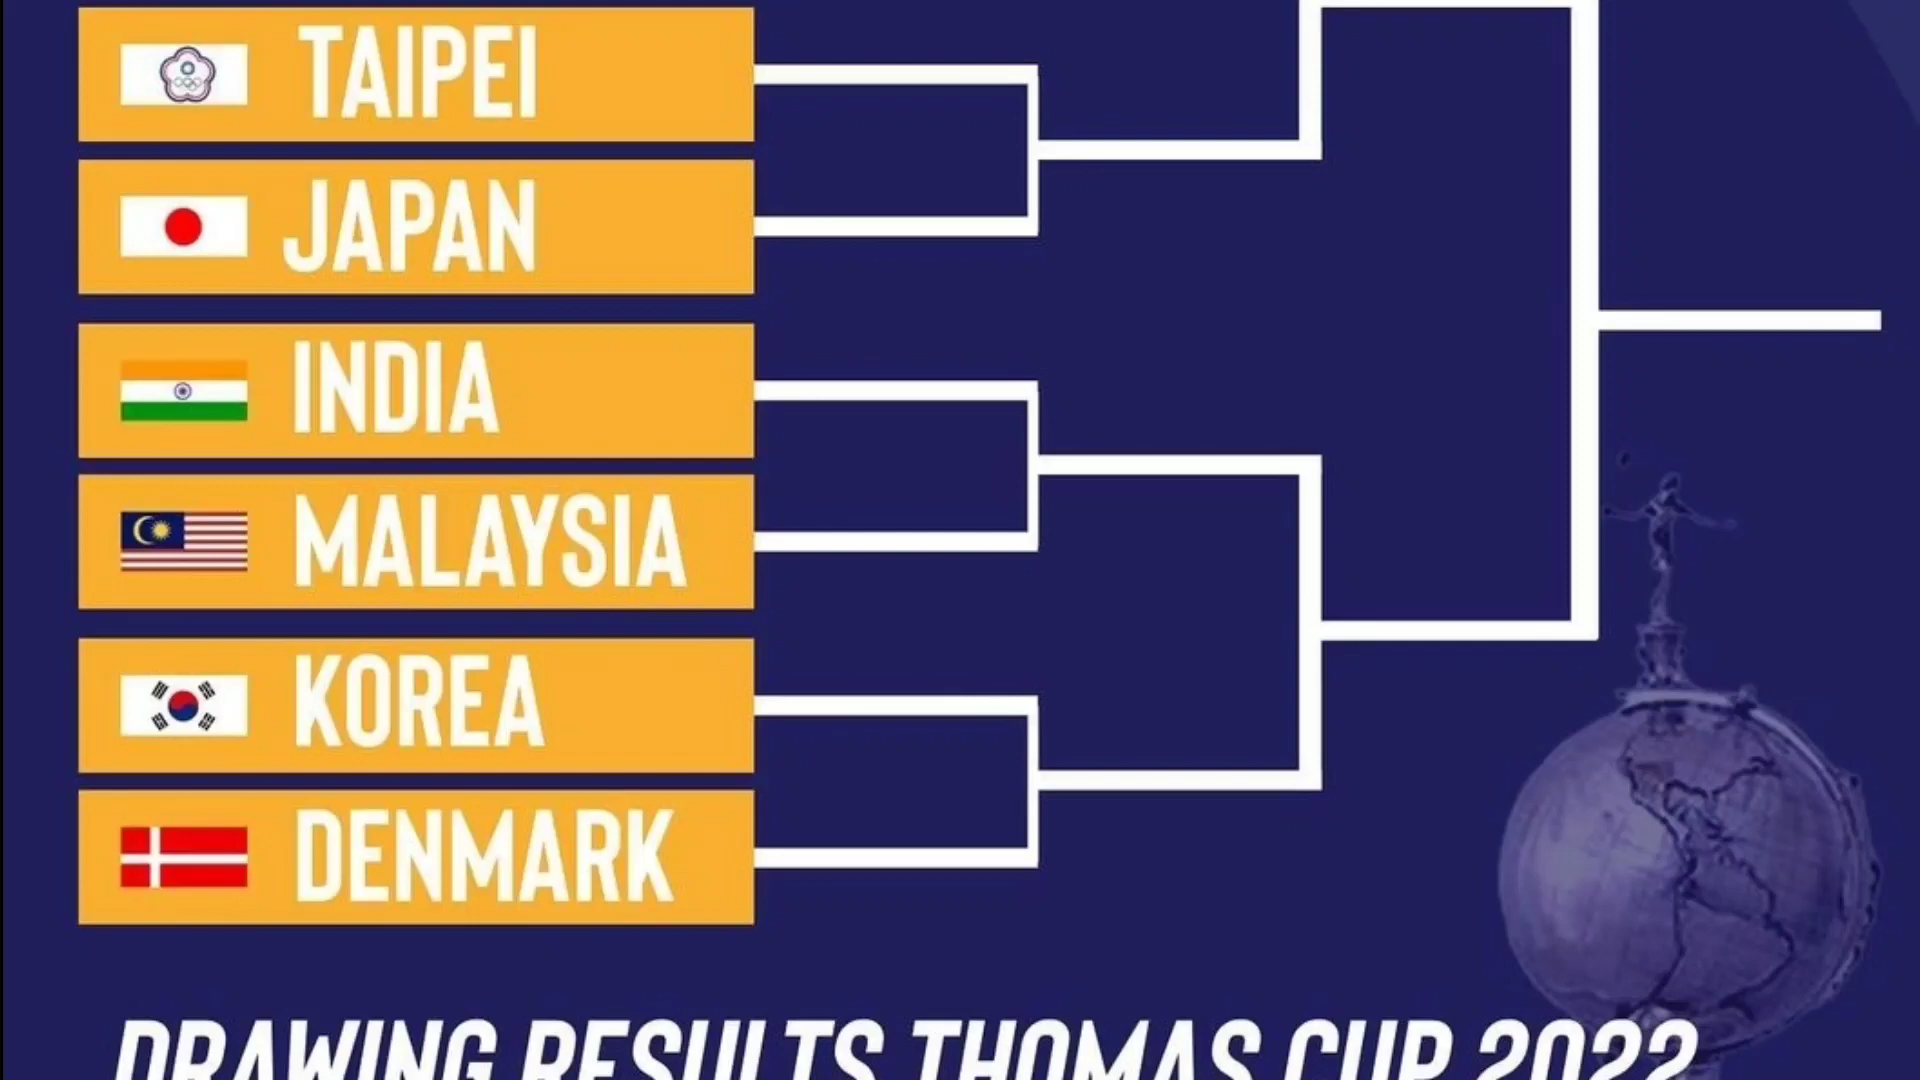 TAIPEI
JAPAN
INDIA
MALAYSIA
KOREA
DENMARK
DRAWING RESULTS THOMAS CUP 2022